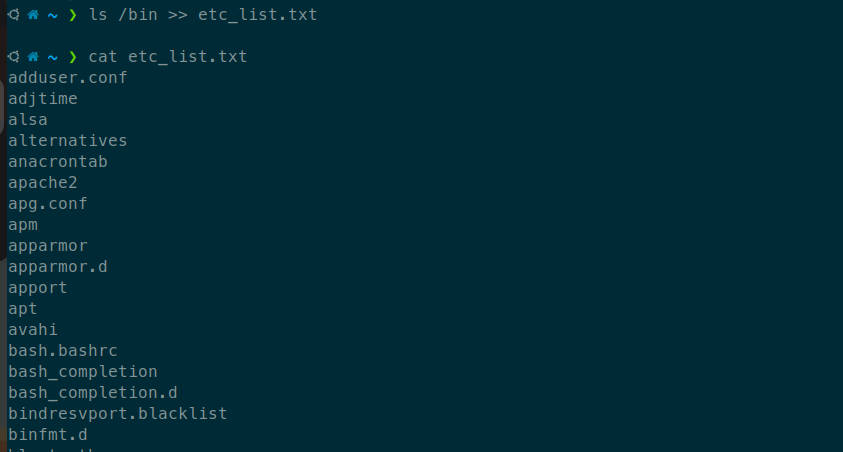 ~ ❯ ls /bin >> etc_list.txt
~ ❯ cat etc_list.txt
adduser.conf
adjtime
alsa
alternatives
anacrontab
apache2
apg.conf
apm
apparmor
apparmor.d
apport
apt
avahi
bash.bashrc
bash_completion
bash_completion.d
bindresvport.blacklist
binfmt.d